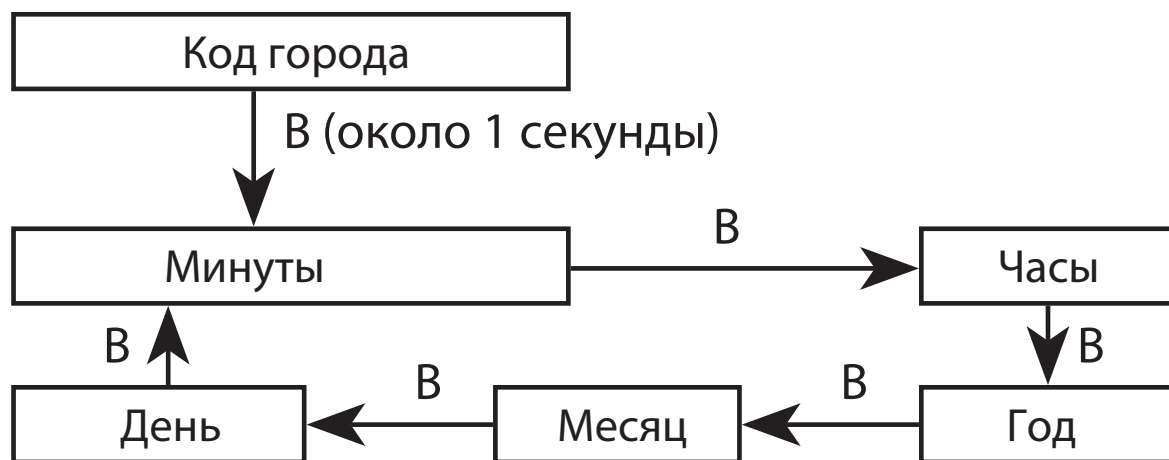 Код города
В (около 1 секунды)
Минуты
В
Часы
В
В
День
В
Месяц
В
Год